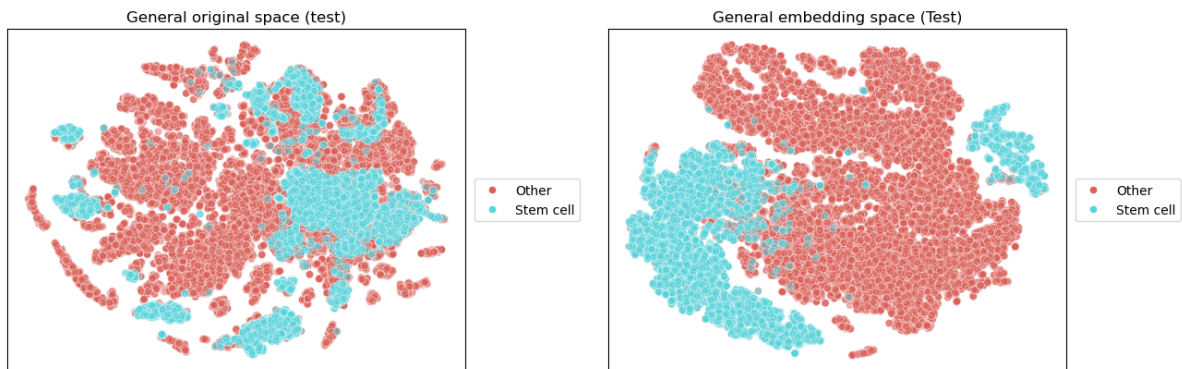 General original space (test)
Other
Stem cell
General embedding space (Test)
Other
Stem cell